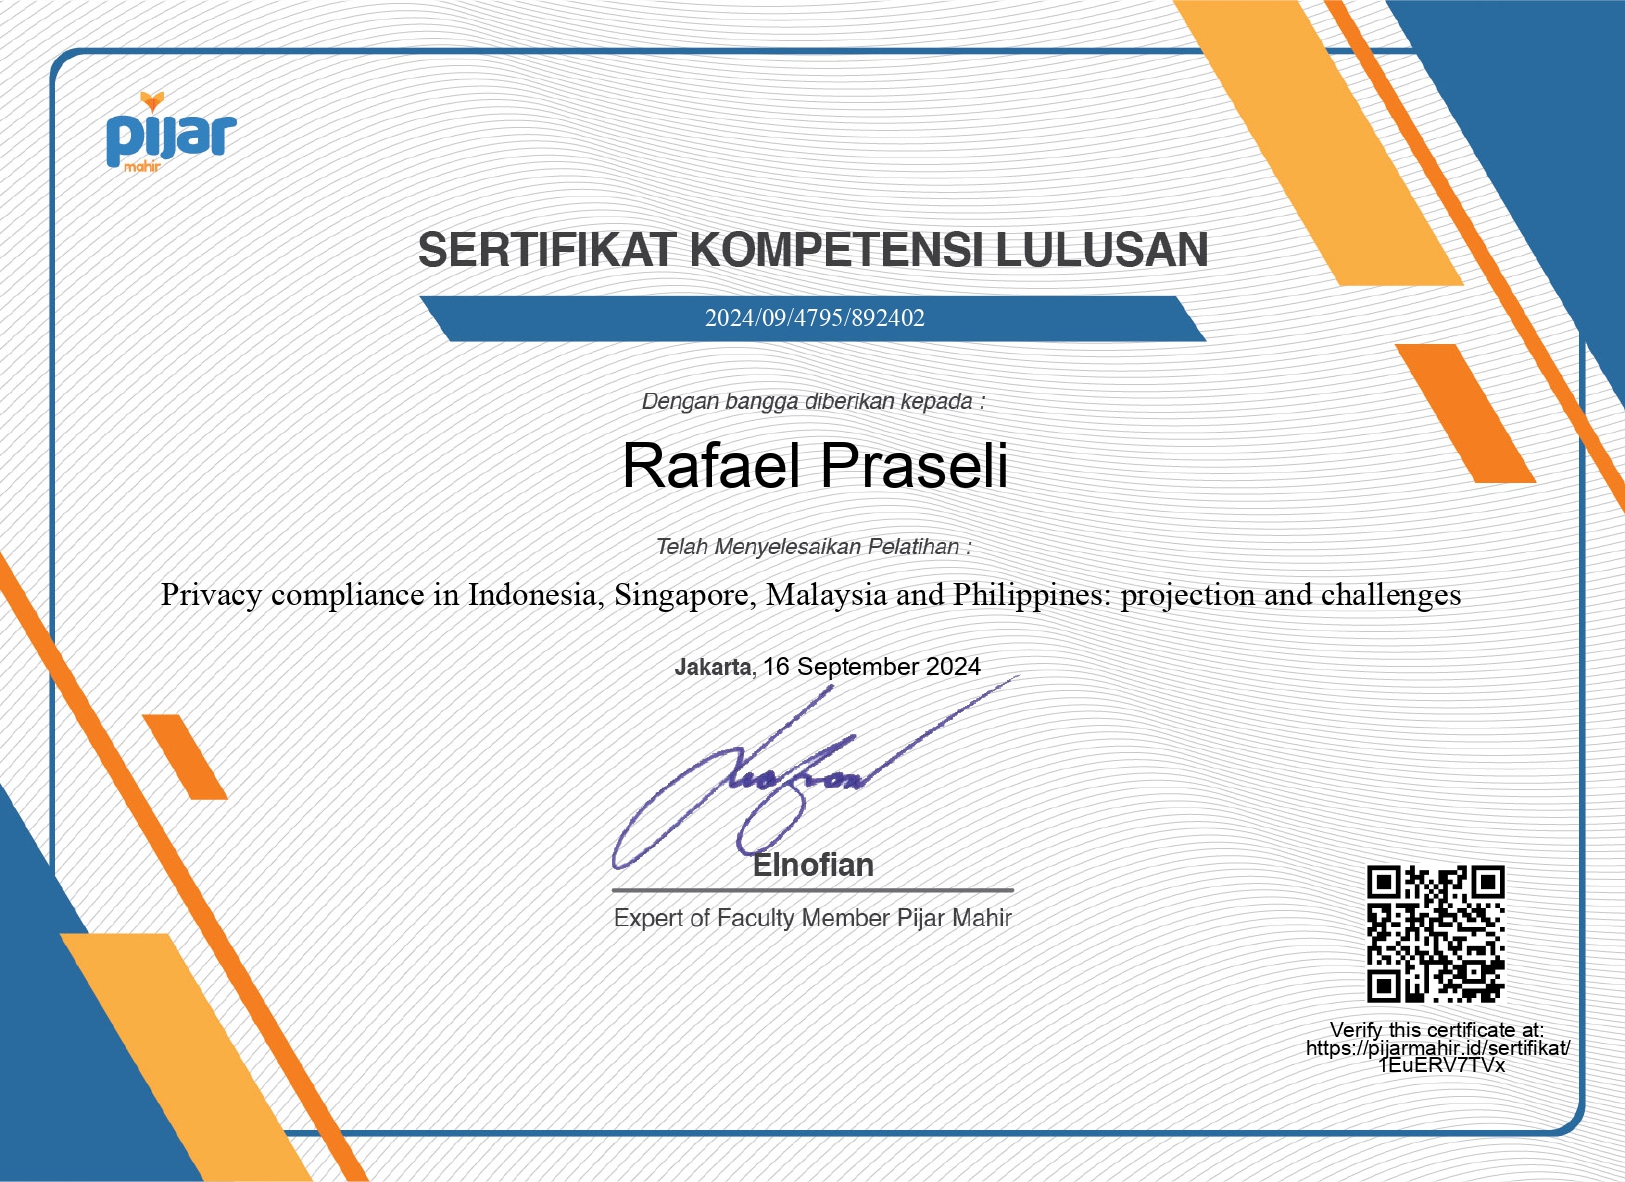 pijar
mahir
SERTIFIKAT KOMPETENSI LULUSAN
2024/09/4795/892402
Dengan bangga diberikan kepada :
Rafael Praseli
Telah Menyelesaikan Pelatihan :
Privacy compliance in Indonesia, Singapore, Malaysia and Philippines: projection and challenges
Jakarta, 16 September 2024
Elnofian
Expert of Faculty Member Pijar Mahir
Verify this certificate at:
https://pijarmahir.id/sertifikat/
1EuERV7TVx